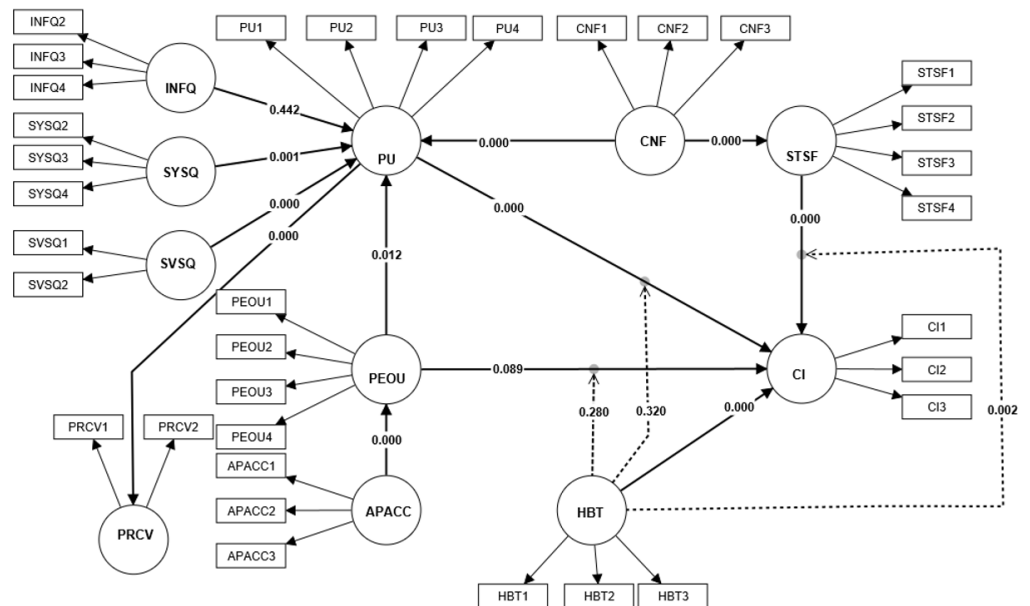 INFQ2
INFQ3
INFQ4
INFQ
PU1
PU2
PU3
PU4
CNF1
CNF2
CNF3
STSF1
STSF2
STSF3
STSF4
SYSQ2
SYSQ3
SYSQ4
SYSQ
0.442
0.001
PU
0.000
CNF
0.000
STSF
SVSQ1
SVSQ2
SVSQ
0.000
0.000
0.012
0.000
0.000
PEOU1
PEOU2
PEOU3
PEOU4
PEOU
0.089
CI
CI1
CI2
CI3
0.280
0.320
0.000
0.002
PRCV1
PRCV2
PRCV
0.000
APACC1
APACC2
APACC3
APACC
HBT
HBT1
HBT2
HBT3